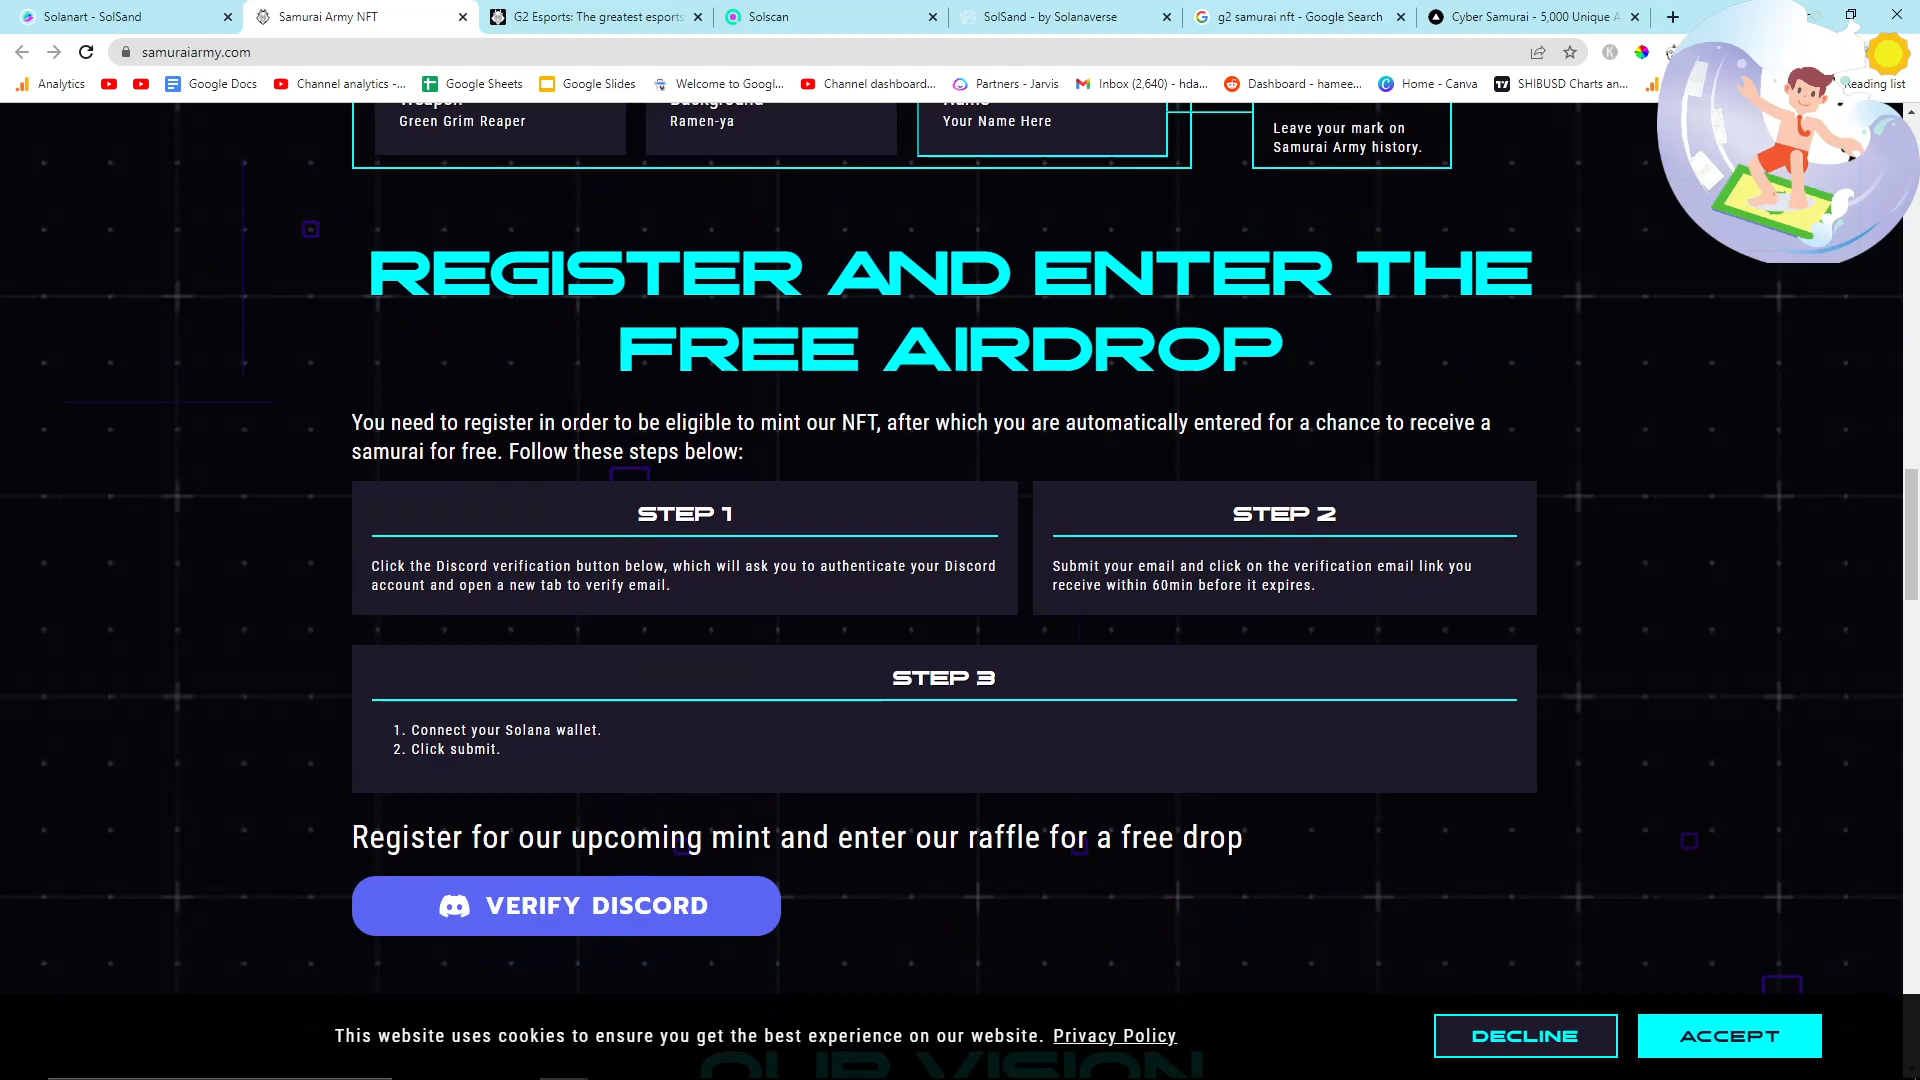 Solanart - SolSand
Samurai Army NFT
G2 Esports: The greatest esports
Solscan
SolSand - by Solanaverse
g2 samurai nft - Google Search
Cyber Samurai - 5,000 Unique A
samuraiarmy.com
Analytics
Google Docs
Channel analytics -...
Google Sheets
Google Slides
Welcome to Googl...
Channel dashboard...
Partners - Jarvis
Inbox (2,640) - hda...
Dashboard - hamee...
Home - Canva
SHIBUSD Charts an...
Reading list
Weapon
Green Grim Reaper
Background
Ramen-ya
Name
Your Name Here
Leave your mark on
Samurai Army history.
REGISTER AND ENTER THE
FREE AIRDROP
You need to register in order to be eligible to mint our NFT, after which you are automatically entered for a chance to receive a
samurai for free. Follow these steps below:
STEP 1
Click the Discord verification button below, which will ask you to authenticate your Discord
account and open a new tab to verify email.
STEP 2
Submit your email and click on the verification email link you
receive within 60min before it expires.
STEP 3
1. Connect your Solana wallet.
2. Click submit.
Register for our upcoming mint and enter our raffle for a free drop
VERIFY DISCORD
This website uses cookies to ensure you get the best experience on our website. Privacy Policy
DECLINE
ACCEPT
OUR VISION